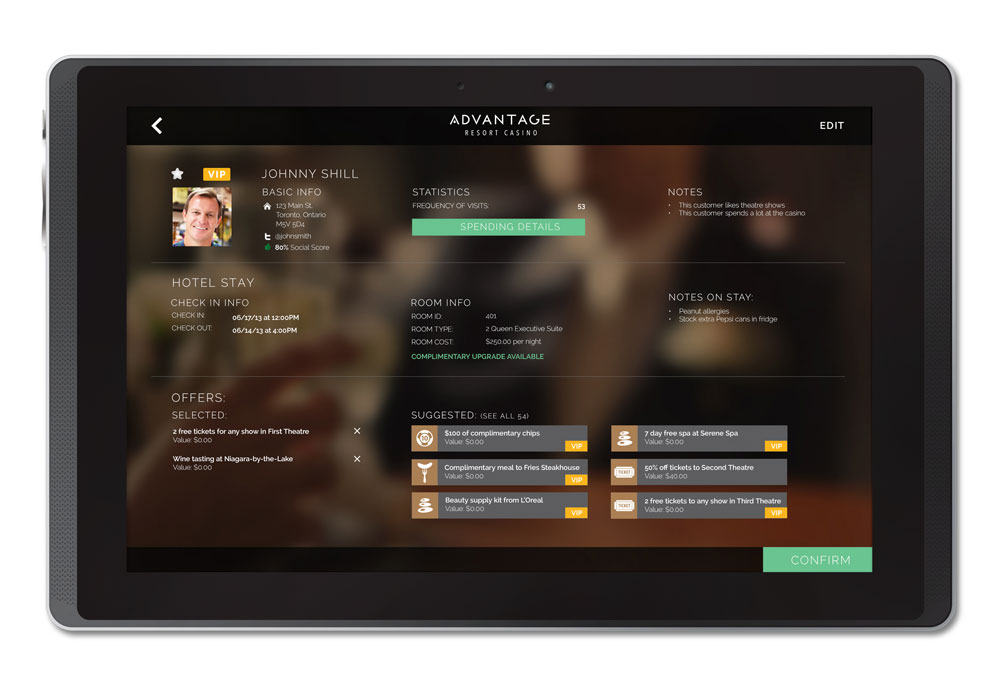 ADVANTAGE
RESORT CASINO
EDIT
VIP
JOHNNY SHILL
BASIC INFO
123 Main St.
Toronto, Ontario
M5V 5D4
@johnsmith
80% Social Score
STATISTICS
FREQUENCY OF VISITS: 53
SPENDING DETAILS
NOTES
• This customer likes theatre shows
• This customer spends a lot at the casino
HOTEL STAY
CHECK IN INFO
CHECK IN: 06/17/13 at 12:00PM
CHECK OUT: 06/14/13 at 4:00PM
ROOM INFO
ROOM ID: 401
ROOM TYPE: 2 Queen Executive Suite
ROOM COST: $250.00 per night
COMPLIMENTARY UPGRADE AVAILABLE
NOTES ON STAY:
• Peanut allergies
• Stock extra Pepsi cans in fridge
OFFERS:
SELECTED:
2 free tickets for any show in First Theatre
Value: $0.00
Wine tasting at Niagara-by-the-Lake
Value: $0.00
SUGGESTED: (SEE ALL 54)
$100 of complimentary chips
Value: $0.00
VIP
Complimentary meal to Fries Steakhouse
Value: $0.00
VIP
Beauty supply kit from L'Oreal
Value: $0.00
VIP
7 day free spa at Serene Spa
Value: $0.00
VIP
TICKET
50% off tickets to Second Theatre
Value: $40.00
TICKET
2 free tickets to any show in Third Theatre
Value: $0.00
VIP
CONFIRM